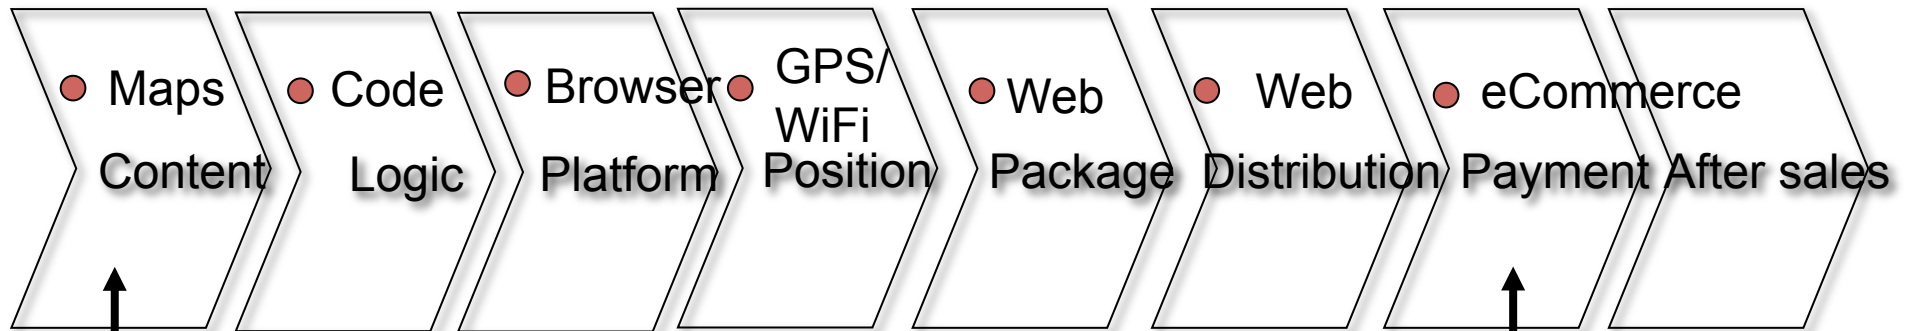 Maps
Content
Code
Logic
Browser
Platform
GPS/
WiFi
Position
Web
Package
Web
Distribution
eCommerce
Payment
After sales